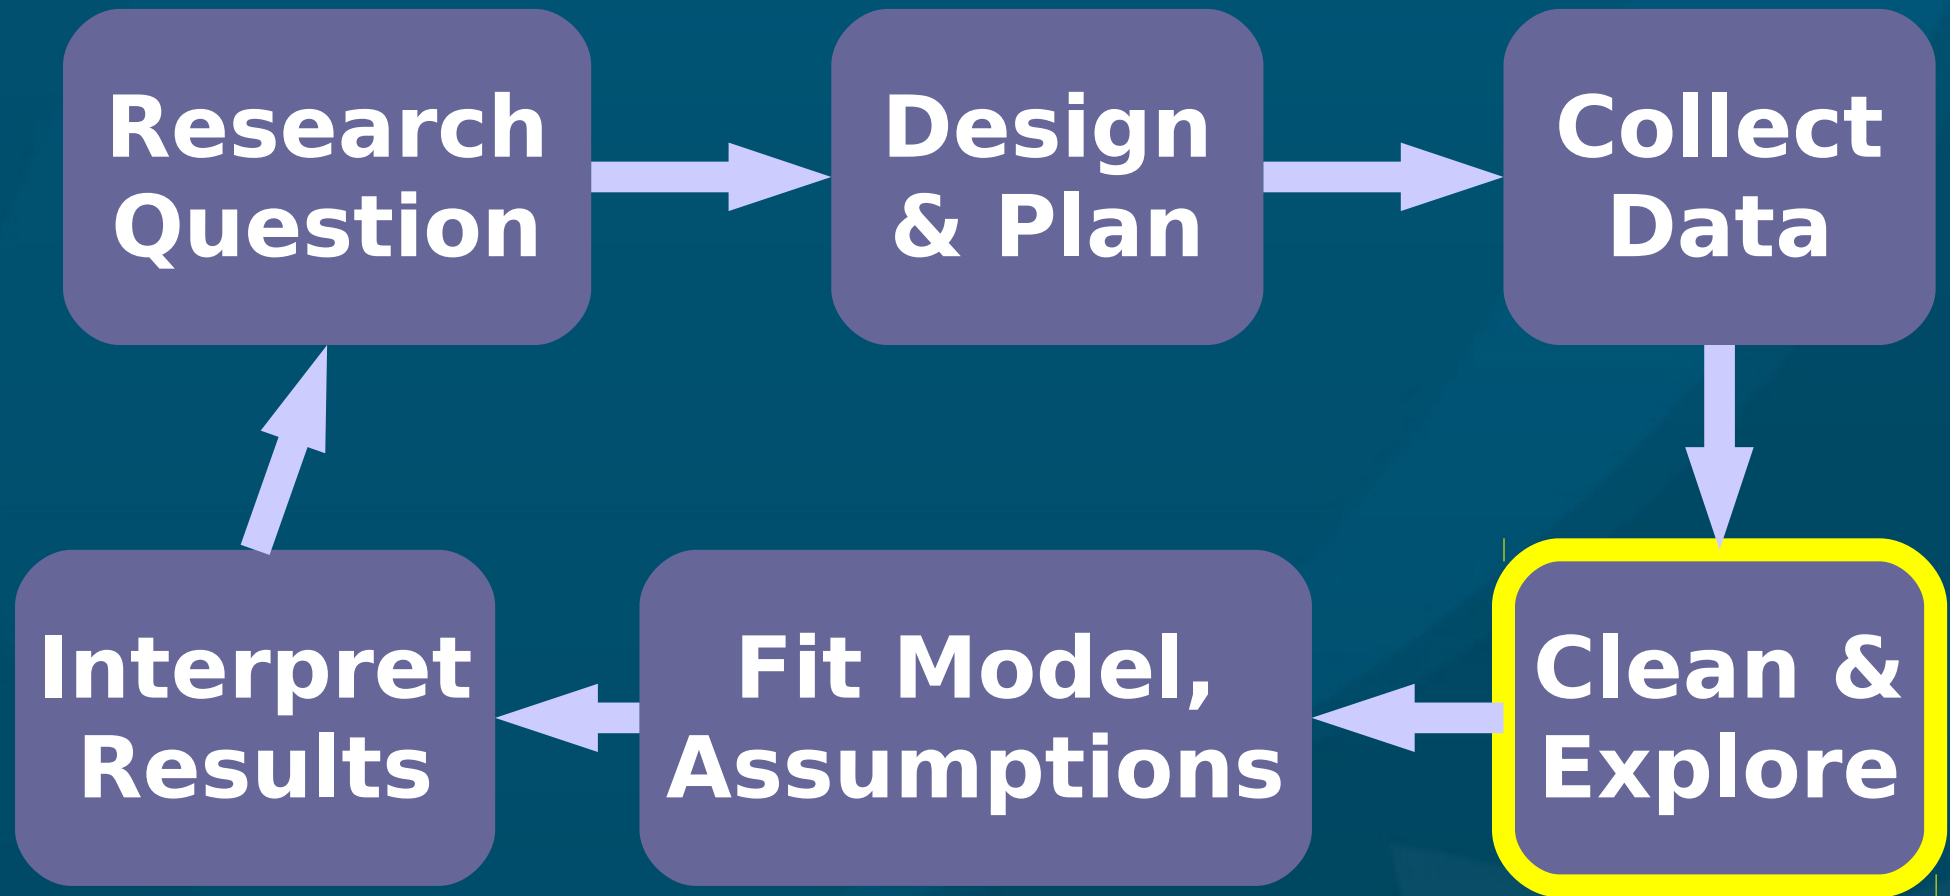 Research
Question
Design
& Plan
Collect
Data
Interpret
Results
Fit Model,
Assumptions
Clean &
Explore